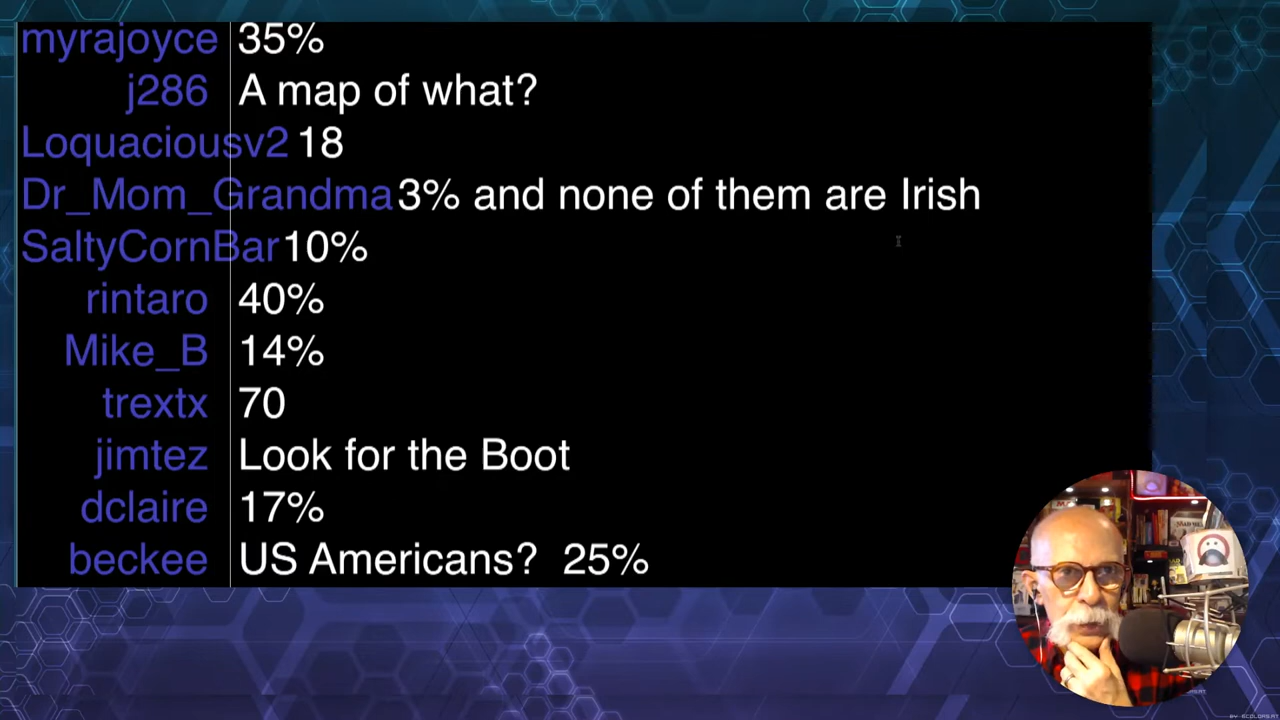 myrajoyce 35%
j286 A map of what?
Loquaciousv2 18
Dr_Mom_Grandma 3% and none of them are Irish
SaltyCornBar 10%
rintaro 40%
Mike_B 14%
trextx 70
jimtez Look for the Boot
dclaire 17%
beckee US Americans?  25%